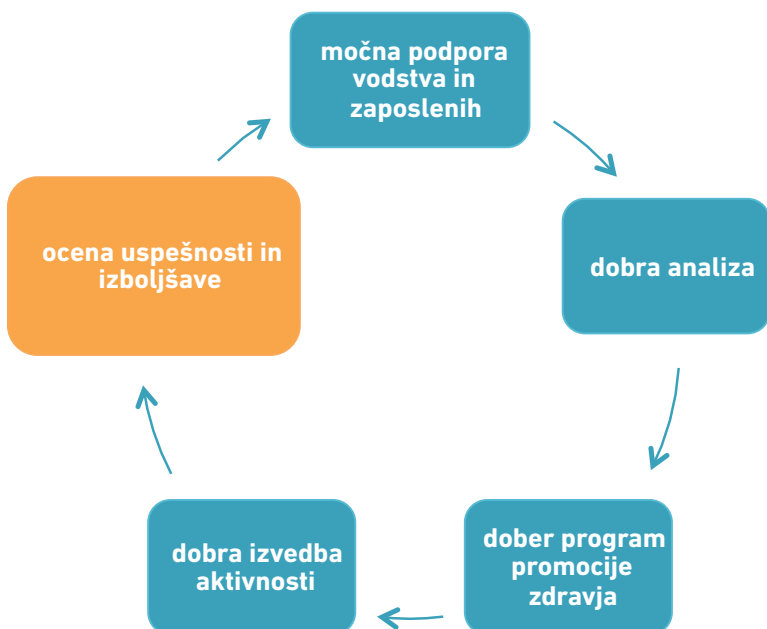 močna podpora
vodstva in
zaposlenih
dobra analiza
dober program
promocije
zdravja
dobra izvedba
aktivnosti
ocena uspešnosti in
izboljšave